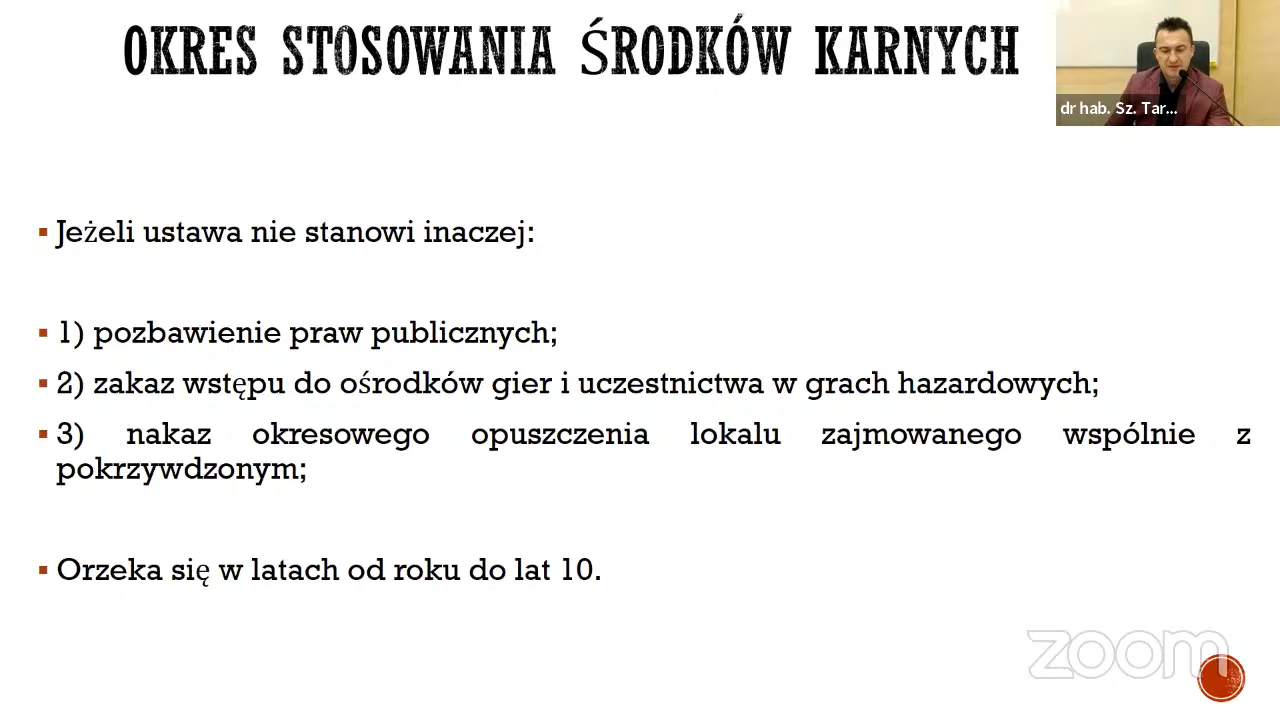 OKRES STOSOWANIA ŚRODKÓW KARNYCH
dr hab. Sz. Tar...
Jeżeli ustawa nie stanowi inaczej:
1) pozbawienie praw publicznych;
2) zakaz wstępu do ośrodków gier i uczestnictwa w grach hazardowych;
3) nakaz okresowego opuszczenia lokalu zajmowanego wspólnie z
pokrzywdzonym;
Orzeka się w latach od roku do lat 10.
zoom